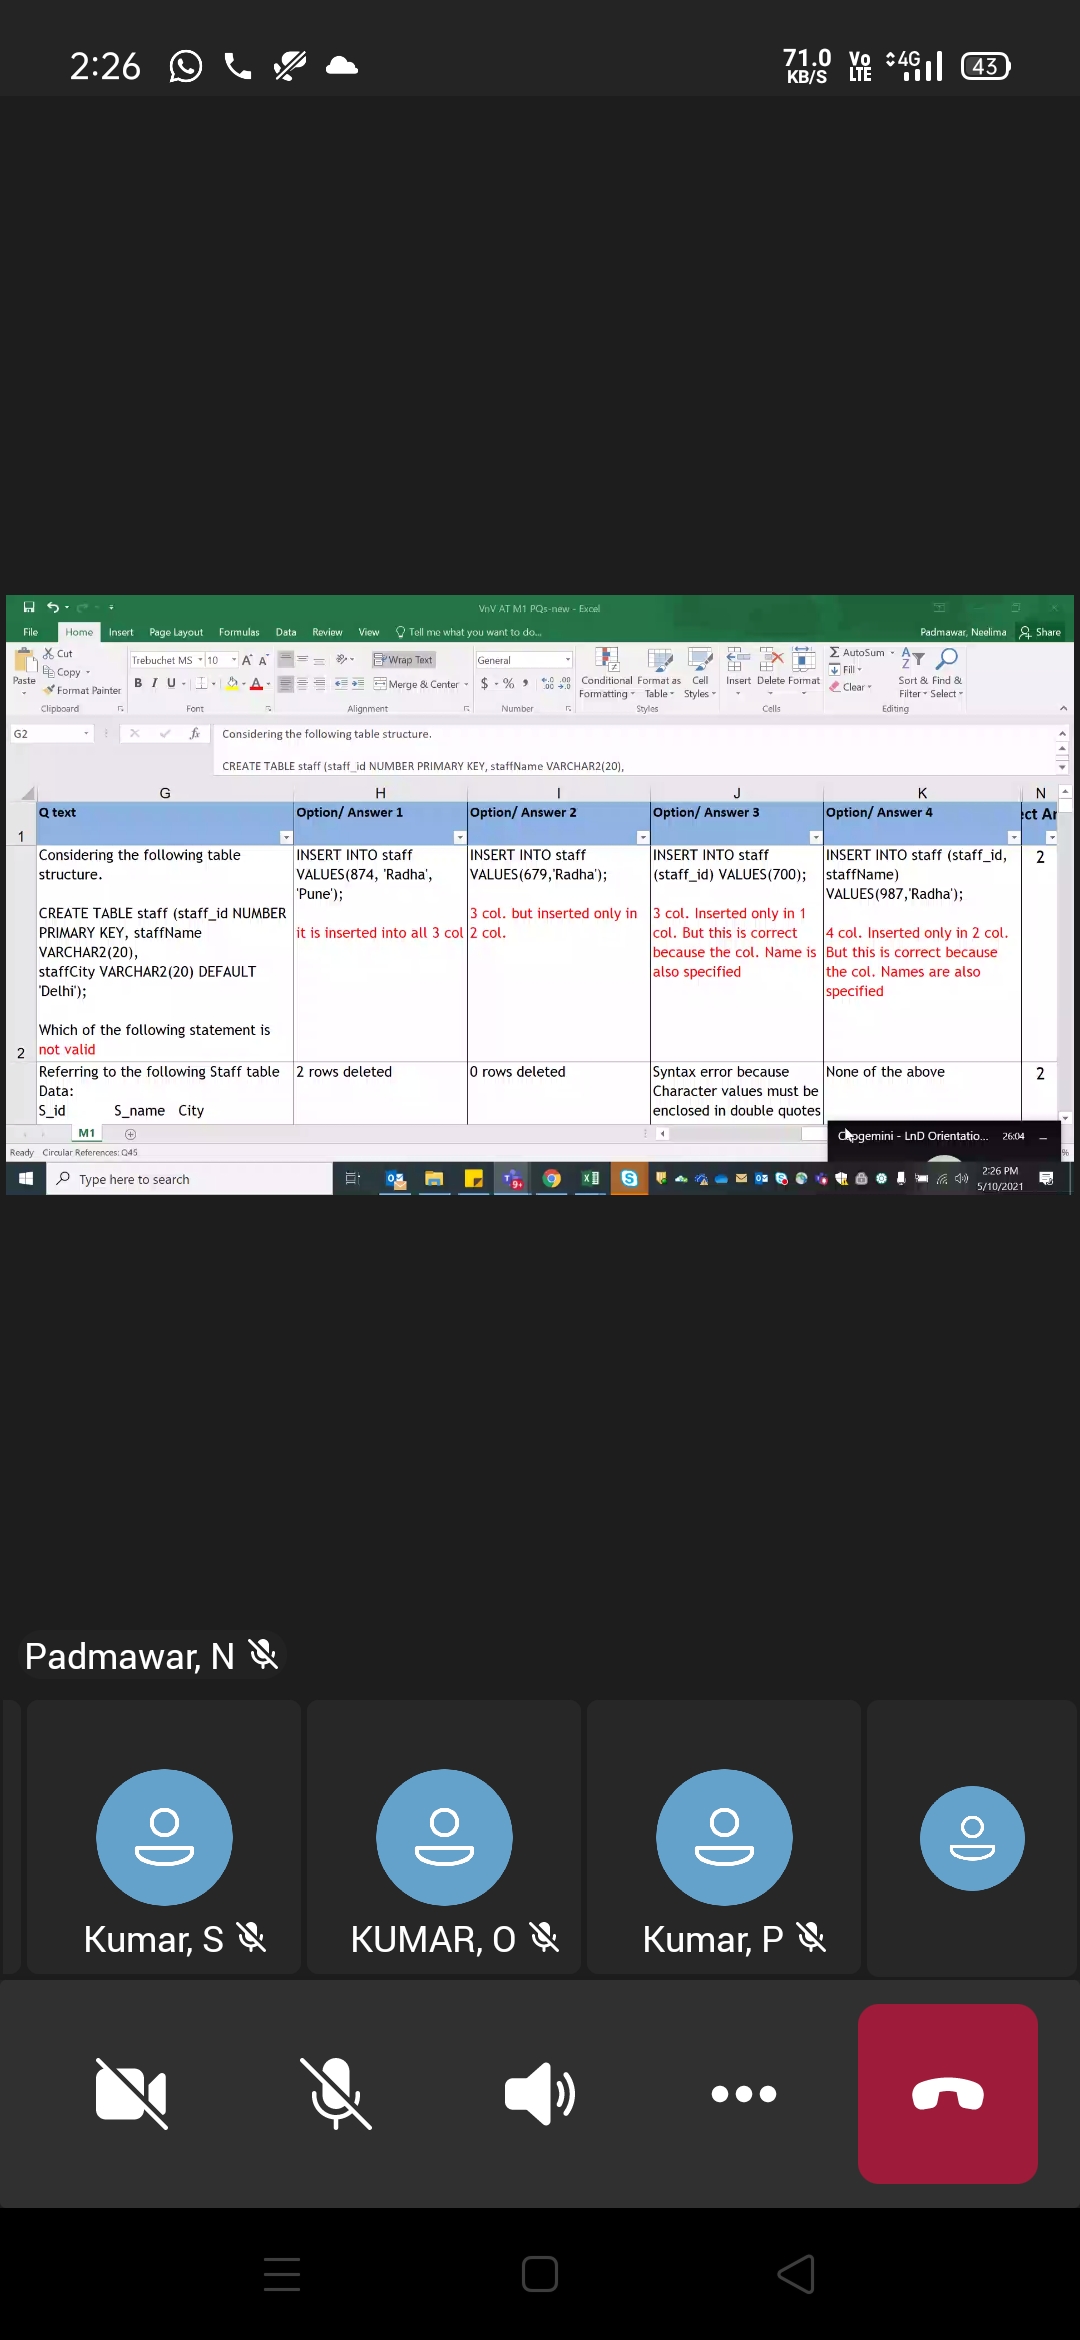 2:26
71.0 KB/S
Vo LTE
4G
43
VnV AT M1 PQs-new - Excel
File Home Insert Page Layout Formulas Data Review View Tell me what you want to do... Padmawar, Neelima Share
Paste
Cut
Copy
Format Painter
Clipboard
Trebuchet MS 10
B I U
Font
Wrap Text
Merge & Center
Alignment
General
$ % ,
Number
Conditional Formatting
Format as Table
Cell Styles
Styles
Insert Delete Format
Cells
AutoSum
Fill
Clear
Sort & Filter
Find & Select
Editing
G2
fx
Considering the following table structure.
CREATE TABLE staff (staff_id NUMBER PRIMARY KEY, staffName VARCHAR2(20),
G H I J K N
1
Q text
Option/ Answer 1
Option/ Answer 2
Option/ Answer 3
Option/ Answer 4
ect Ar
2
Considering the following table
structure.
CREATE TABLE staff (staff_id NUMBER
PRIMARY KEY, staffName
VARCHAR2(20),
staffCity VARCHAR2(20) DEFAULT
'Delhi');
Which of the following statement is
not valid
INSERT INTO staff
VALUES(874, 'Radha',
'Pune');
it is inserted into all 3 col
INSERT INTO staff
VALUES(679,'Radha');
3 col. but inserted only in
2 col.
INSERT INTO staff
(staff_id) VALUES(700);
3 col. Inserted only in 1
col. But this is correct
because the col. Name is
also specified
INSERT INTO staff (staff_id,
staffName)
VALUES(987,'Radha');
4 col. Inserted only in 2 col.
But this is correct because
the col. Names are also
specified
2
Referring to the following Staff table
Data:
S_id S_name City
2 rows deleted
0 rows deleted
Syntax error because
Character values must be
enclosed in double quotes
None of the above
2
M1
Ready Circular References: Q45
%
Capgemini - LnD Orientatio... 26:04
Type here to search
9+
2:26 PM
5/10/2021
Padmawar, N
Kumar, S
KUMAR, O
Kumar, P